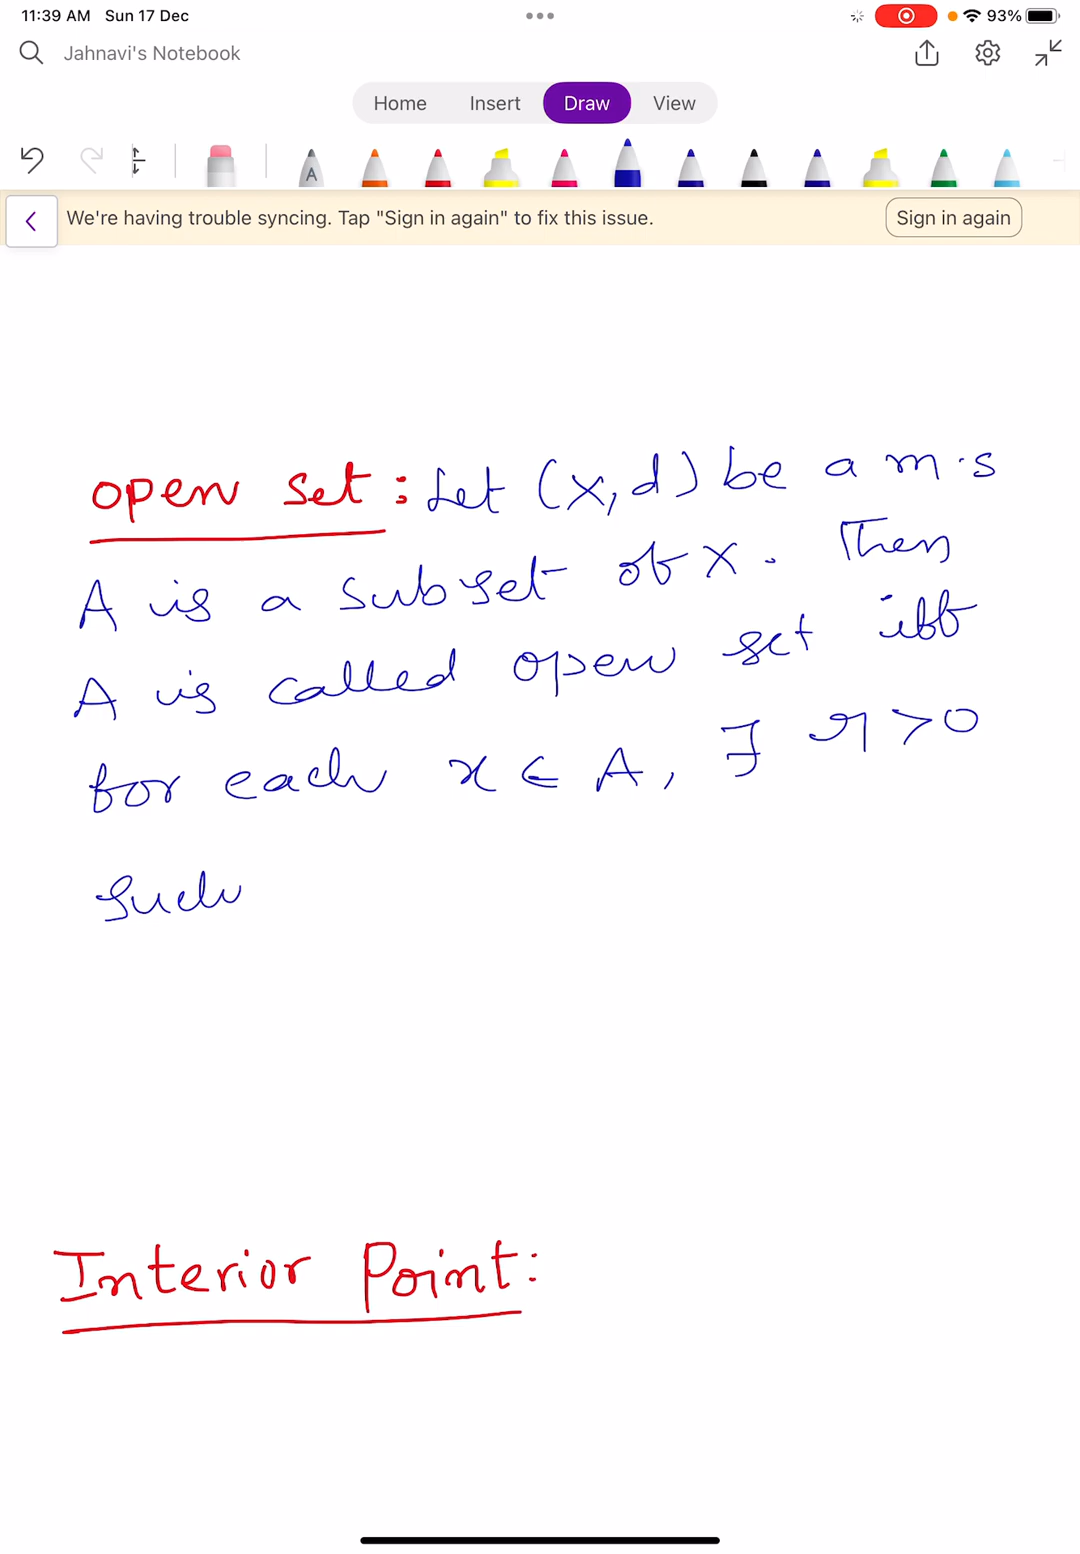 11:39 AM Sun 17 Dec 93%
Jahnavi's Notebook
Home Insert Draw View
A
We're having trouble syncing. Tap "Sign in again" to fix this issue. Sign in again
open set : Let (X, d) be a m.s
A is a subset of X. Then
A is called open set iff
for each x ∈ A, ∃ r > 0
such
Interior Point: